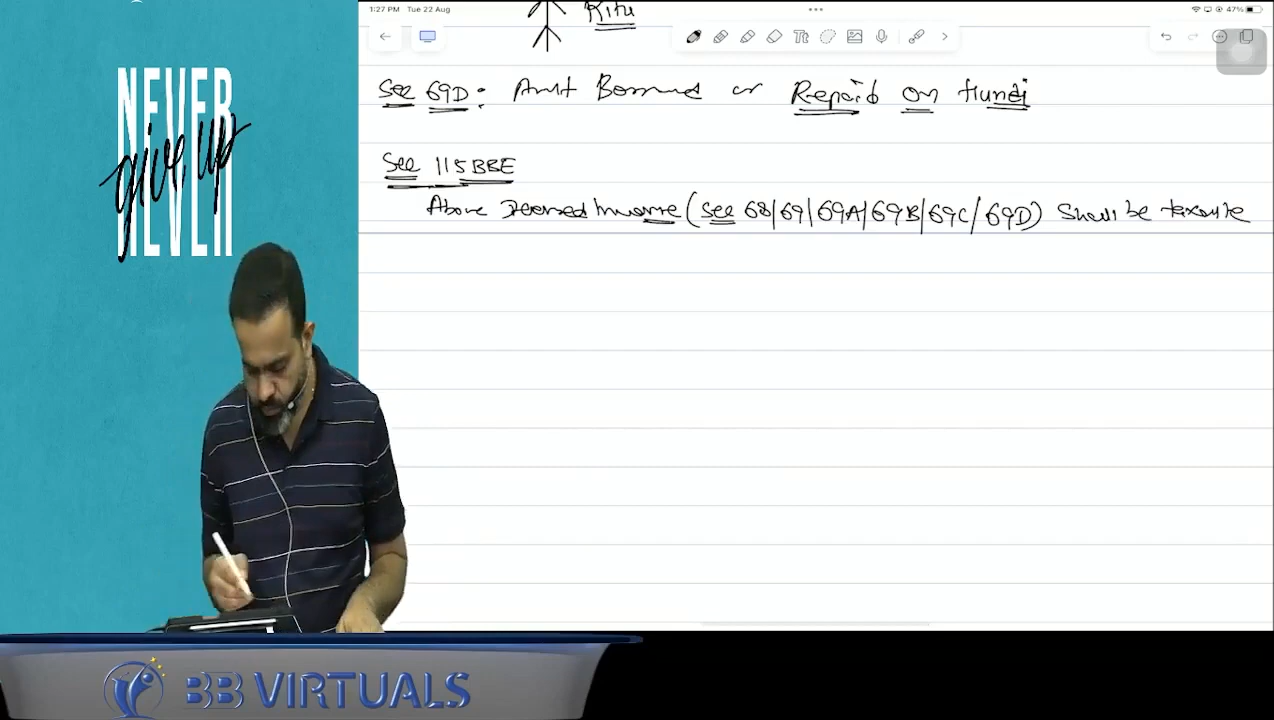 1:27 PM Tue 22 Aug
47%
Ritu
NEVER
give up
NEVER
Sec 69D: Amt Borrowed or Repaid on Hundi
Sec 115BBE
Above Deemed Income (Sec 68/69/69A/69B/69C/69D) Shall be taxable
BB VIRTUALS